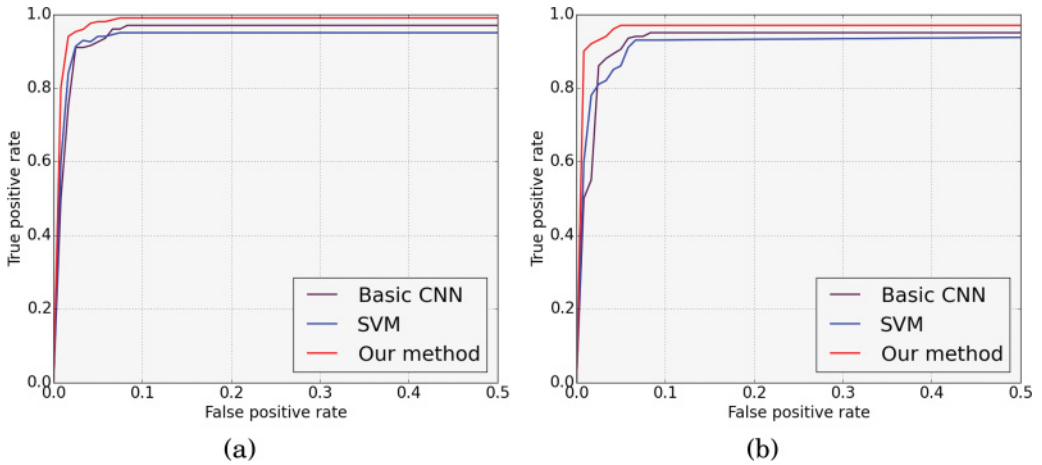 1.0
0.8
0.6
0.4
0.2
0.0
True positive rate
0.0 0.1 0.2 0.3 0.4 0.5
False positive rate
Basic CNN
SVM
Our method
(a)
1.0
0.8
0.6
0.4
0.2
0.0
True positive rate
0.0 0.1 0.2 0.3 0.4 0.5
False positive rate
Basic CNN
SVM
Our method
(b)